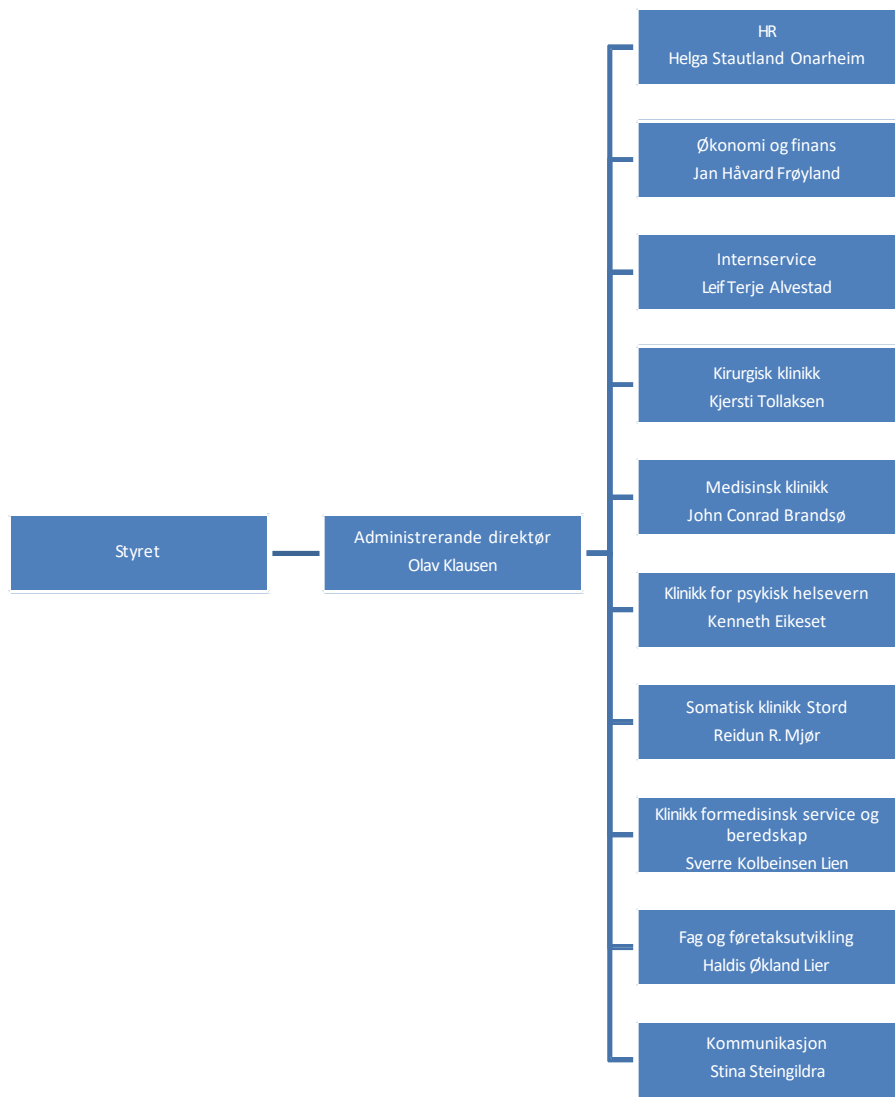 HR
Helga Stautland Onarheim
Økonomi og finans
Jan Håvard Frøyland
Internservice
Leif Terje Alvestad
Kirurgisk klinikk
Kjersti Tollaksen
Medisinsk klinikk
John Conrad Brandsø
Styret
Administrerande direktør
Olav Klausen
Klinikk for psykisk helsevern
Kenneth Eikeset
Somatisk klinikk Stord
Reidun R. Mjør
Klinikk formedisinsk service og
beredskap
Sverre Kolbeinsen Lien
Fag og føretaksutvikling
Haldis Økland Lier
Kommunikasjon
Stina Steingildra